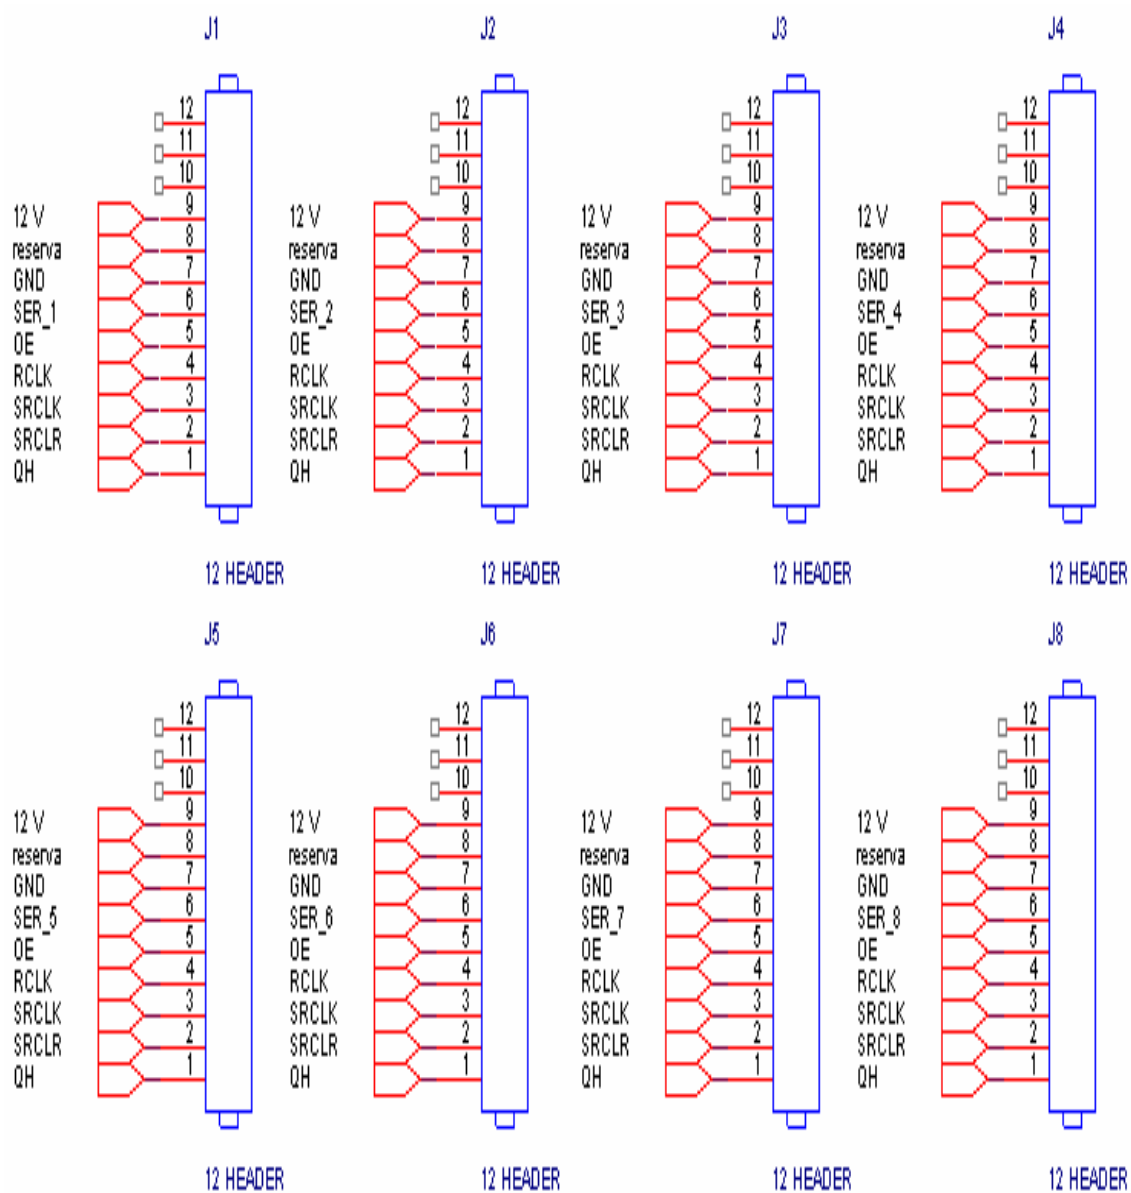 J1 J2 J3 J4
12 12 12 12
11 11 11 11
10 10 10 10
12 V 9 12 V 9 12 V 9 12 V 9
reserva 8 reserva 8 reserva 8 reserva 8
GND 7 GND 7 GND 7 GND 7
SER_1 6 SER_2 6 SER_3 6 SER_4 6
OE 5 OE 5 OE 5 OE 5
RCLK 4 RCLK 4 RCLK 4 RCLK 4
SRCLK 3 SRCLK 3 SRCLK 3 SRCLK 3
SRCLR 2 SRCLR 2 SRCLR 2 SRCLR 2
QH 1 QH 1 QH 1 QH 1
12 HEADER 12 HEADER 12 HEADER 12 HEADER
J5 J6 J7 J8
12 12 12 12
11 11 11 11
10 10 10 10
12 V 9 12 V 9 12 V 9 12 V 9
reserva 8 reserva 8 reserva 8 reserva 8
GND 7 GND 7 GND 7 GND 7
SER_5 6 SER_6 6 SER_7 6 SER_8 6
OE 5 OE 5 OE 5 OE 5
RCLK 4 RCLK 4 RCLK 4 RCLK 4
SRCLK 3 SRCLK 3 SRCLK 3 SRCLK 3
SRCLR 2 SRCLR 2 SRCLR 2 SRCLR 2
QH 1 QH 1 QH 1 QH 1
12 HEADER 12 HEADER 12 HEADER 12 HEADER